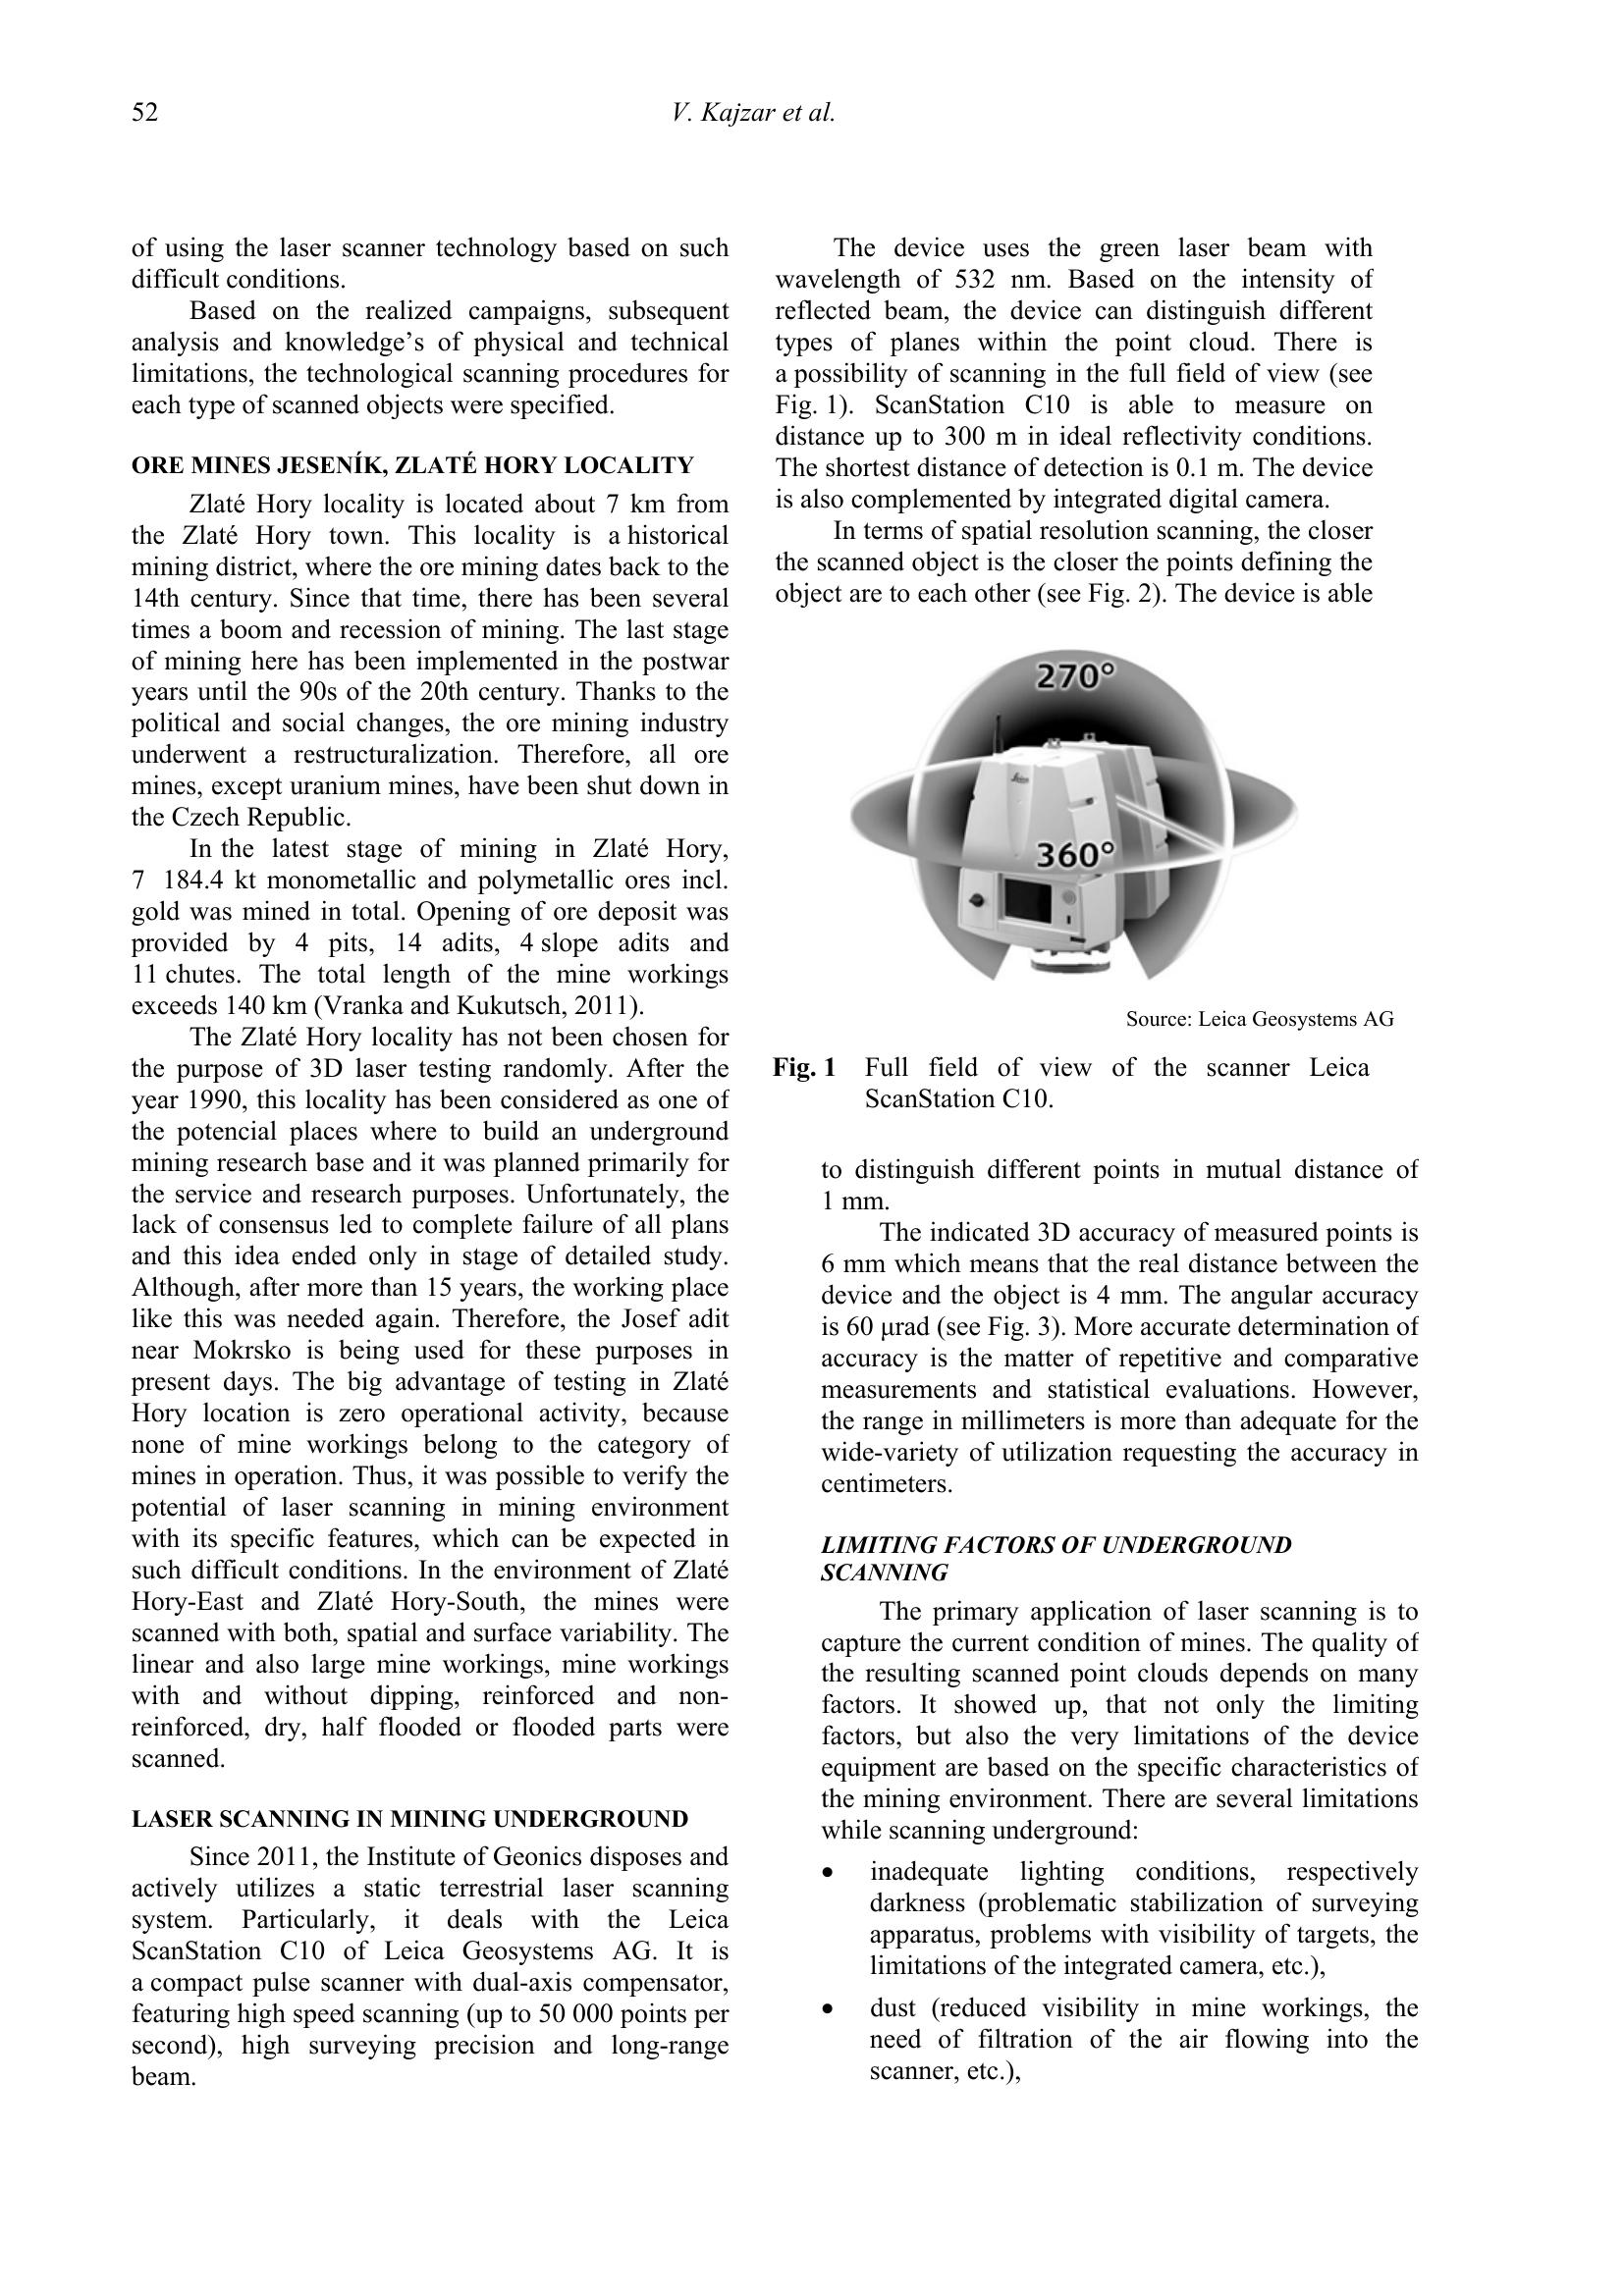 52
V. Kajzar et al.
of using the laser scanner technology based on such
difficult conditions.
Based on the realized campaigns, subsequent
analysis and knowledge’s of physical and technical
limitations, the technological scanning procedures for
each type of scanned objects were specified.
ORE MINES JESENÍK, ZLATÉ HORY LOCALITY
Zlaté Hory locality is located about 7 km from
the Zlaté Hory town. This locality is a historical
mining district, where the ore mining dates back to the
14th century. Since that time, there has been several
times a boom and recession of mining. The last stage
of mining here has been implemented in the postwar
years until the 90s of the 20th century. Thanks to the
political and social changes, the ore mining industry
underwent a restructuralization. Therefore, all ore
mines, except uranium mines, have been shut down in
the Czech Republic.
In the latest stage of mining in Zlaté Hory,
7 184.4 kt monometallic and polymetallic ores incl.
gold was mined in total. Opening of ore deposit was
provided by 4 pits, 14 adits, 4 slope adits and
11 chutes. The total length of the mine workings
exceeds 140 km (Vranka and Kukutsch, 2011).
The Zlaté Hory locality has not been chosen for
the purpose of 3D laser testing randomly. After the
year 1990, this locality has been considered as one of
the potencial places where to build an underground
mining research base and it was planned primarily for
the service and research purposes. Unfortunately, the
lack of consensus led to complete failure of all plans
and this idea ended only in stage of detailed study.
Although, after more than 15 years, the working place
like this was needed again. Therefore, the Josef adit
near Mokrsko is being used for these purposes in
present days. The big advantage of testing in Zlaté
Hory location is zero operational activity, because
none of mine workings belong to the category of
mines in operation. Thus, it was possible to verify the
potential of laser scanning in mining environment
with its specific features, which can be expected in
such difficult conditions. In the environment of Zlaté
Hory-East and Zlaté Hory-South, the mines were
scanned with both, spatial and surface variability. The
linear and also large mine workings, mine workings
with and without dipping, reinforced and non-
reinforced, dry, half flooded or flooded parts were
scanned.
LASER SCANNING IN MINING UNDERGROUND
Since 2011, the Institute of Geonics disposes and
actively utilizes a static terrestrial laser scanning
system. Particularly, it deals with the Leica
ScanStation C10 of Leica Geosystems AG. It is
a compact pulse scanner with dual-axis compensator,
featuring high speed scanning (up to 50 000 points per
second), high surveying precision and long-range
beam.
The device uses the green laser beam with
wavelength of 532 nm. Based on the intensity of
reflected beam, the device can distinguish different
types of planes within the point cloud. There is
a possibility of scanning in the full field of view (see
Fig. 1). ScanStation C10 is able to measure on
distance up to 300 m in ideal reflectivity conditions.
The shortest distance of detection is 0.1 m. The device
is also complemented by integrated digital camera.
In terms of spatial resolution scanning, the closer
the scanned object is the closer the points defining the
object are to each other (see Fig. 2). The device is able
270°
Leica
360°
Source: Leica Geosystems AG
Fig. 1 Full field of view of the scanner Leica
ScanStation C10.
to distinguish different points in mutual distance of
1 mm.
The indicated 3D accuracy of measured points is
6 mm which means that the real distance between the
device and the object is 4 mm. The angular accuracy
is 60 µrad (see Fig. 3). More accurate determination of
accuracy is the matter of repetitive and comparative
measurements and statistical evaluations. However,
the range in millimeters is more than adequate for the
wide-variety of utilization requesting the accuracy in
centimeters.
LIMITING FACTORS OF UNDERGROUND
SCANNING
The primary application of laser scanning is to
capture the current condition of mines. The quality of
the resulting scanned point clouds depends on many
factors. It showed up, that not only the limiting
factors, but also the very limitations of the device
equipment are based on the specific characteristics of
the mining environment. There are several limitations
while scanning underground:
• inadequate lighting conditions, respectively
darkness (problematic stabilization of surveying
apparatus, problems with visibility of targets, the
limitations of the integrated camera, etc.),
• dust (reduced visibility in mine workings, the
need of filtration of the air flowing into the
scanner, etc.),